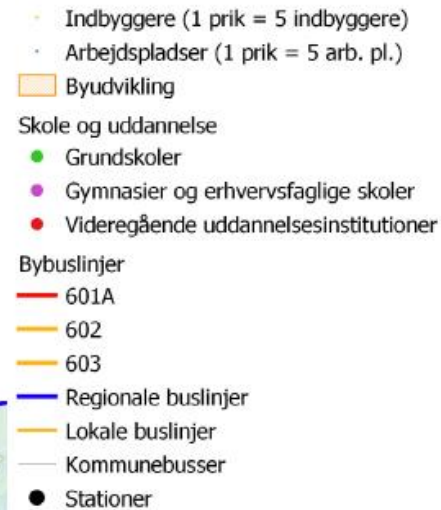 Indbyggere (1 prik = 5 indbyggere)
Arbejdspladser (1 prik = 5 arb. pl.)
Byudvikling
Skole og uddannelse
Grundskoler
Gymnasier og erhvervsfaglige skoler
Videregående uddannelsesinstitutioner
Bybuslinjer
601A
602
603
Regionale buslinjer
Lokale buslinjer
Kommunebusser
Stationer